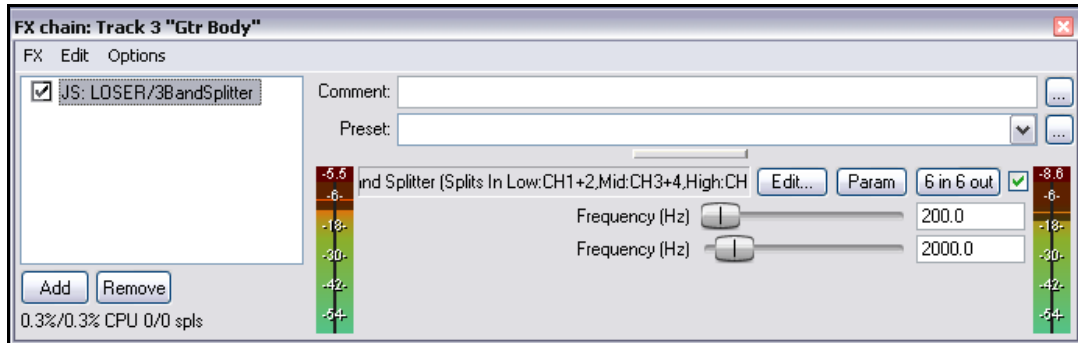 FX chain: Track 3 "Gtr Body"
FX Edit Options
JS: LOSER/3BandSplitter
Comment: ...
Preset: ...
-5.5 -6- -18- -30- -42- -54-
nd Splitter (Splits In Low:CH1+2,Mid:CH3+4,High:CH Edit... Param 6 in 6 out
-8.6 -6- -18- -30- -42- -54-
Frequency (Hz) 200.0
Frequency (Hz) 2000.0
Add Remove
0.3%/0.3% CPU 0/0 spls